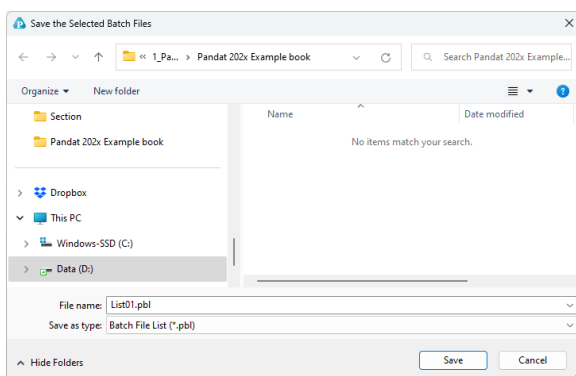 Save the Selected Batch Files
« 1_Pa... › Pandat 202x Example book
Search Pandat 202x Example...
Organize
New folder
Section
Pandat 202x Example book
Dropbox
This PC
Windows-SSD (C:)
Data (D:)
Name
Date modified
No items match your search.
File name: List01.pbl
Save as type: Batch File List (*.pbl)
Hide Folders
Save
Cancel